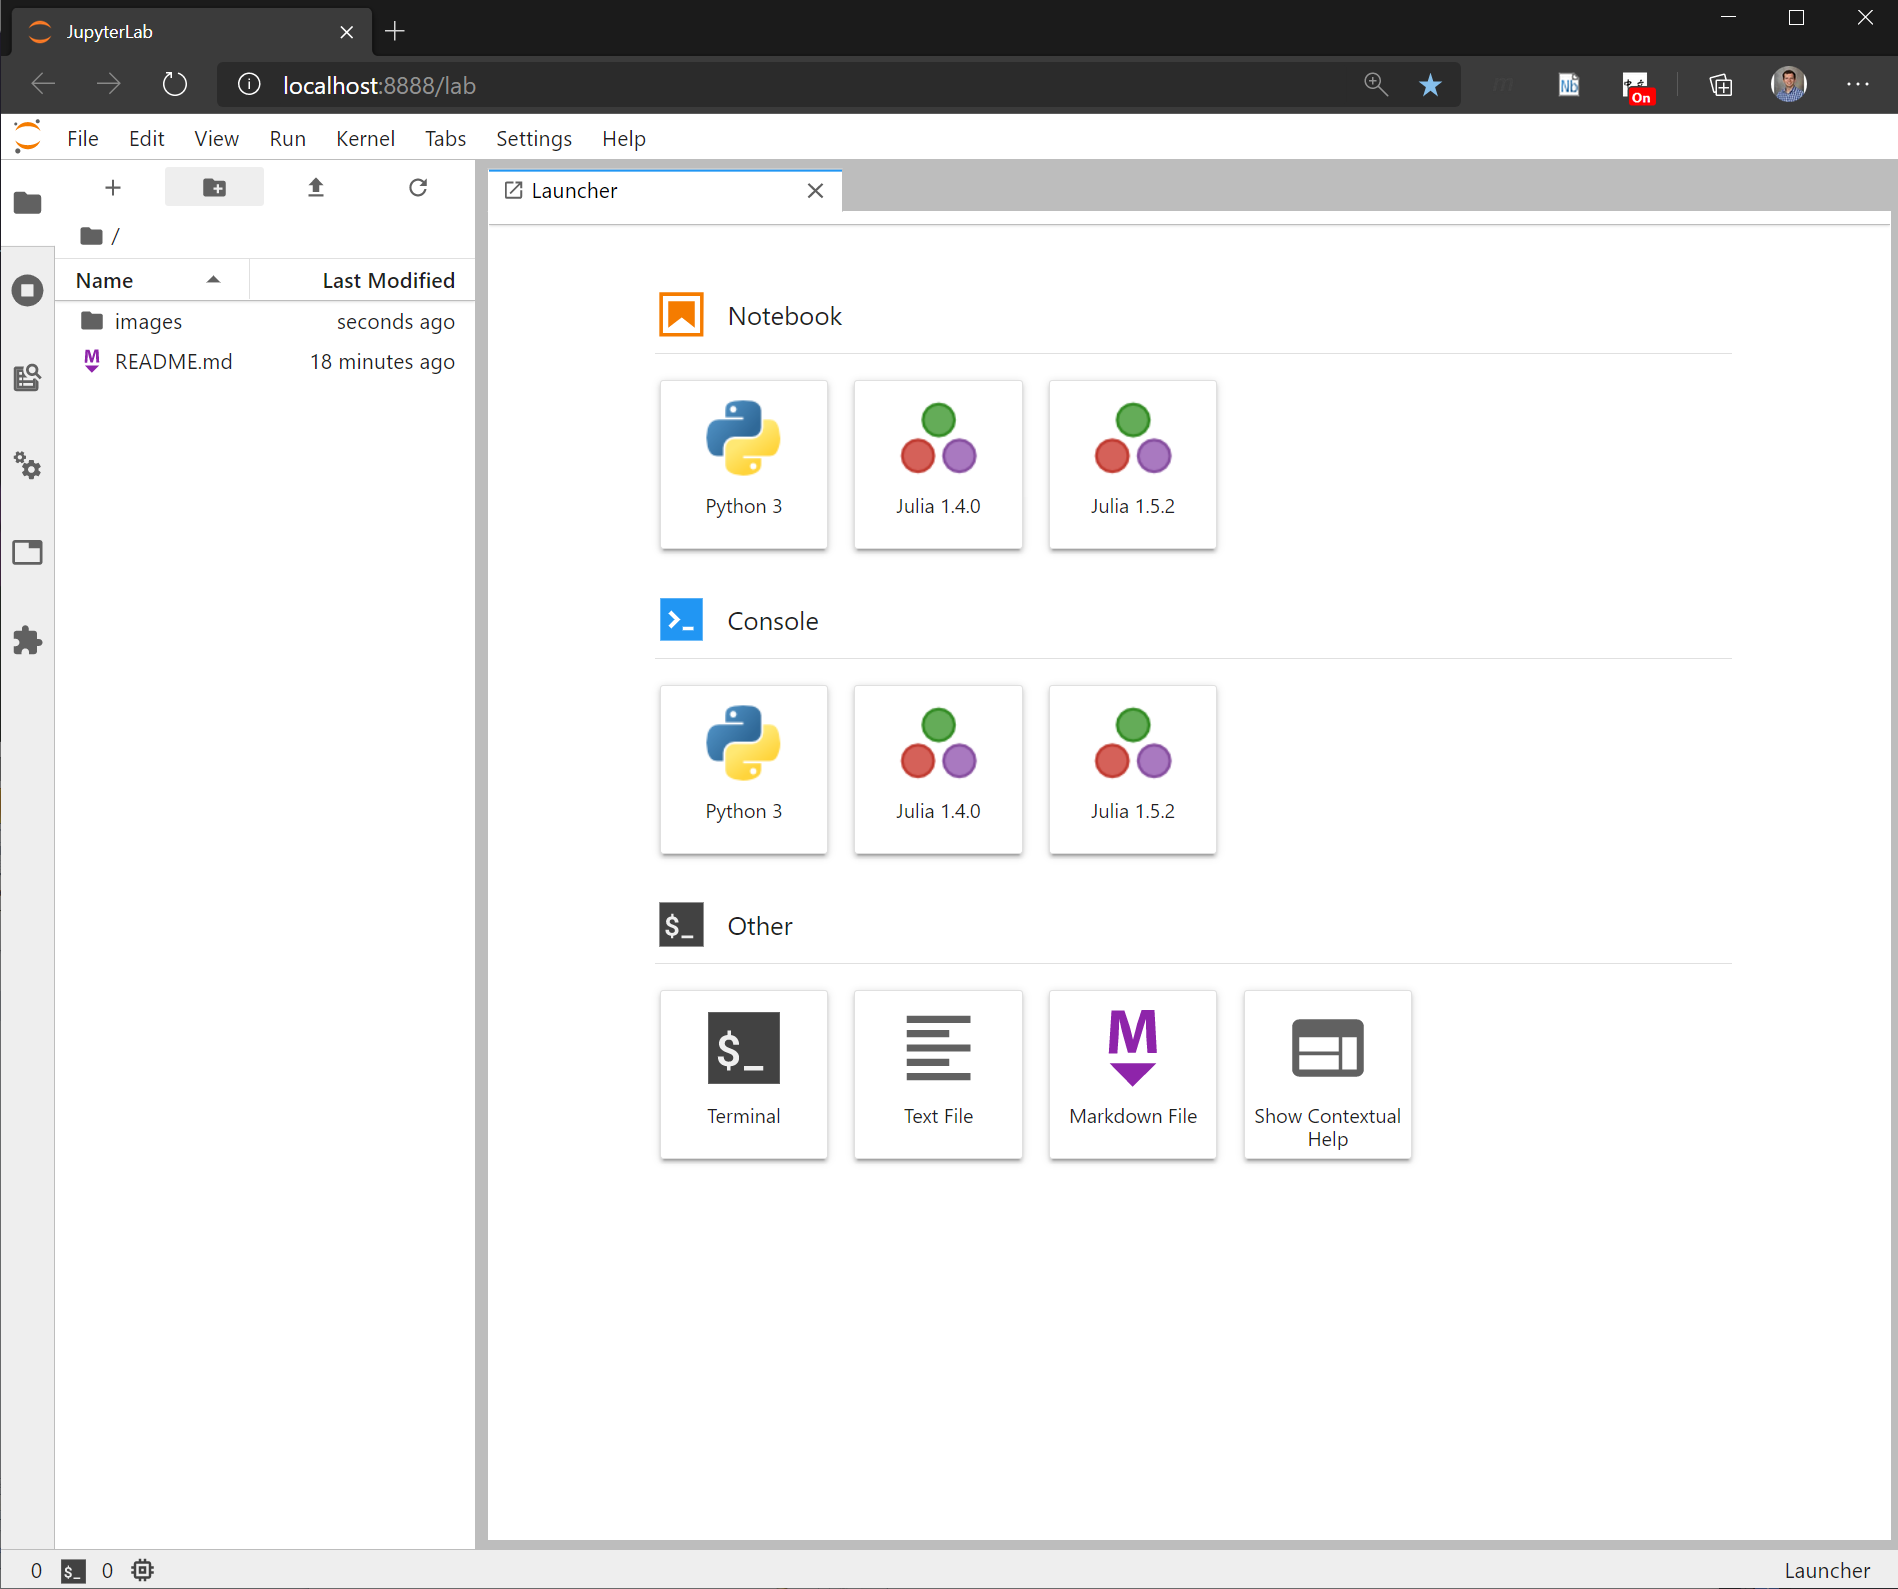 JupyterLab
localhost:8888/lab
On
File Edit View Run Kernel Tabs Settings Help
Launcher
/
Name Last Modified
images seconds ago
README.md 18 minutes ago
Notebook
Python 3 Julia 1.4.0 Julia 1.5.2
Console
Python 3 Julia 1.4.0 Julia 1.5.2
$_ Other
$_
Terminal Text File Markdown File Show Contextual
Help
0 $_ 0 Launcher